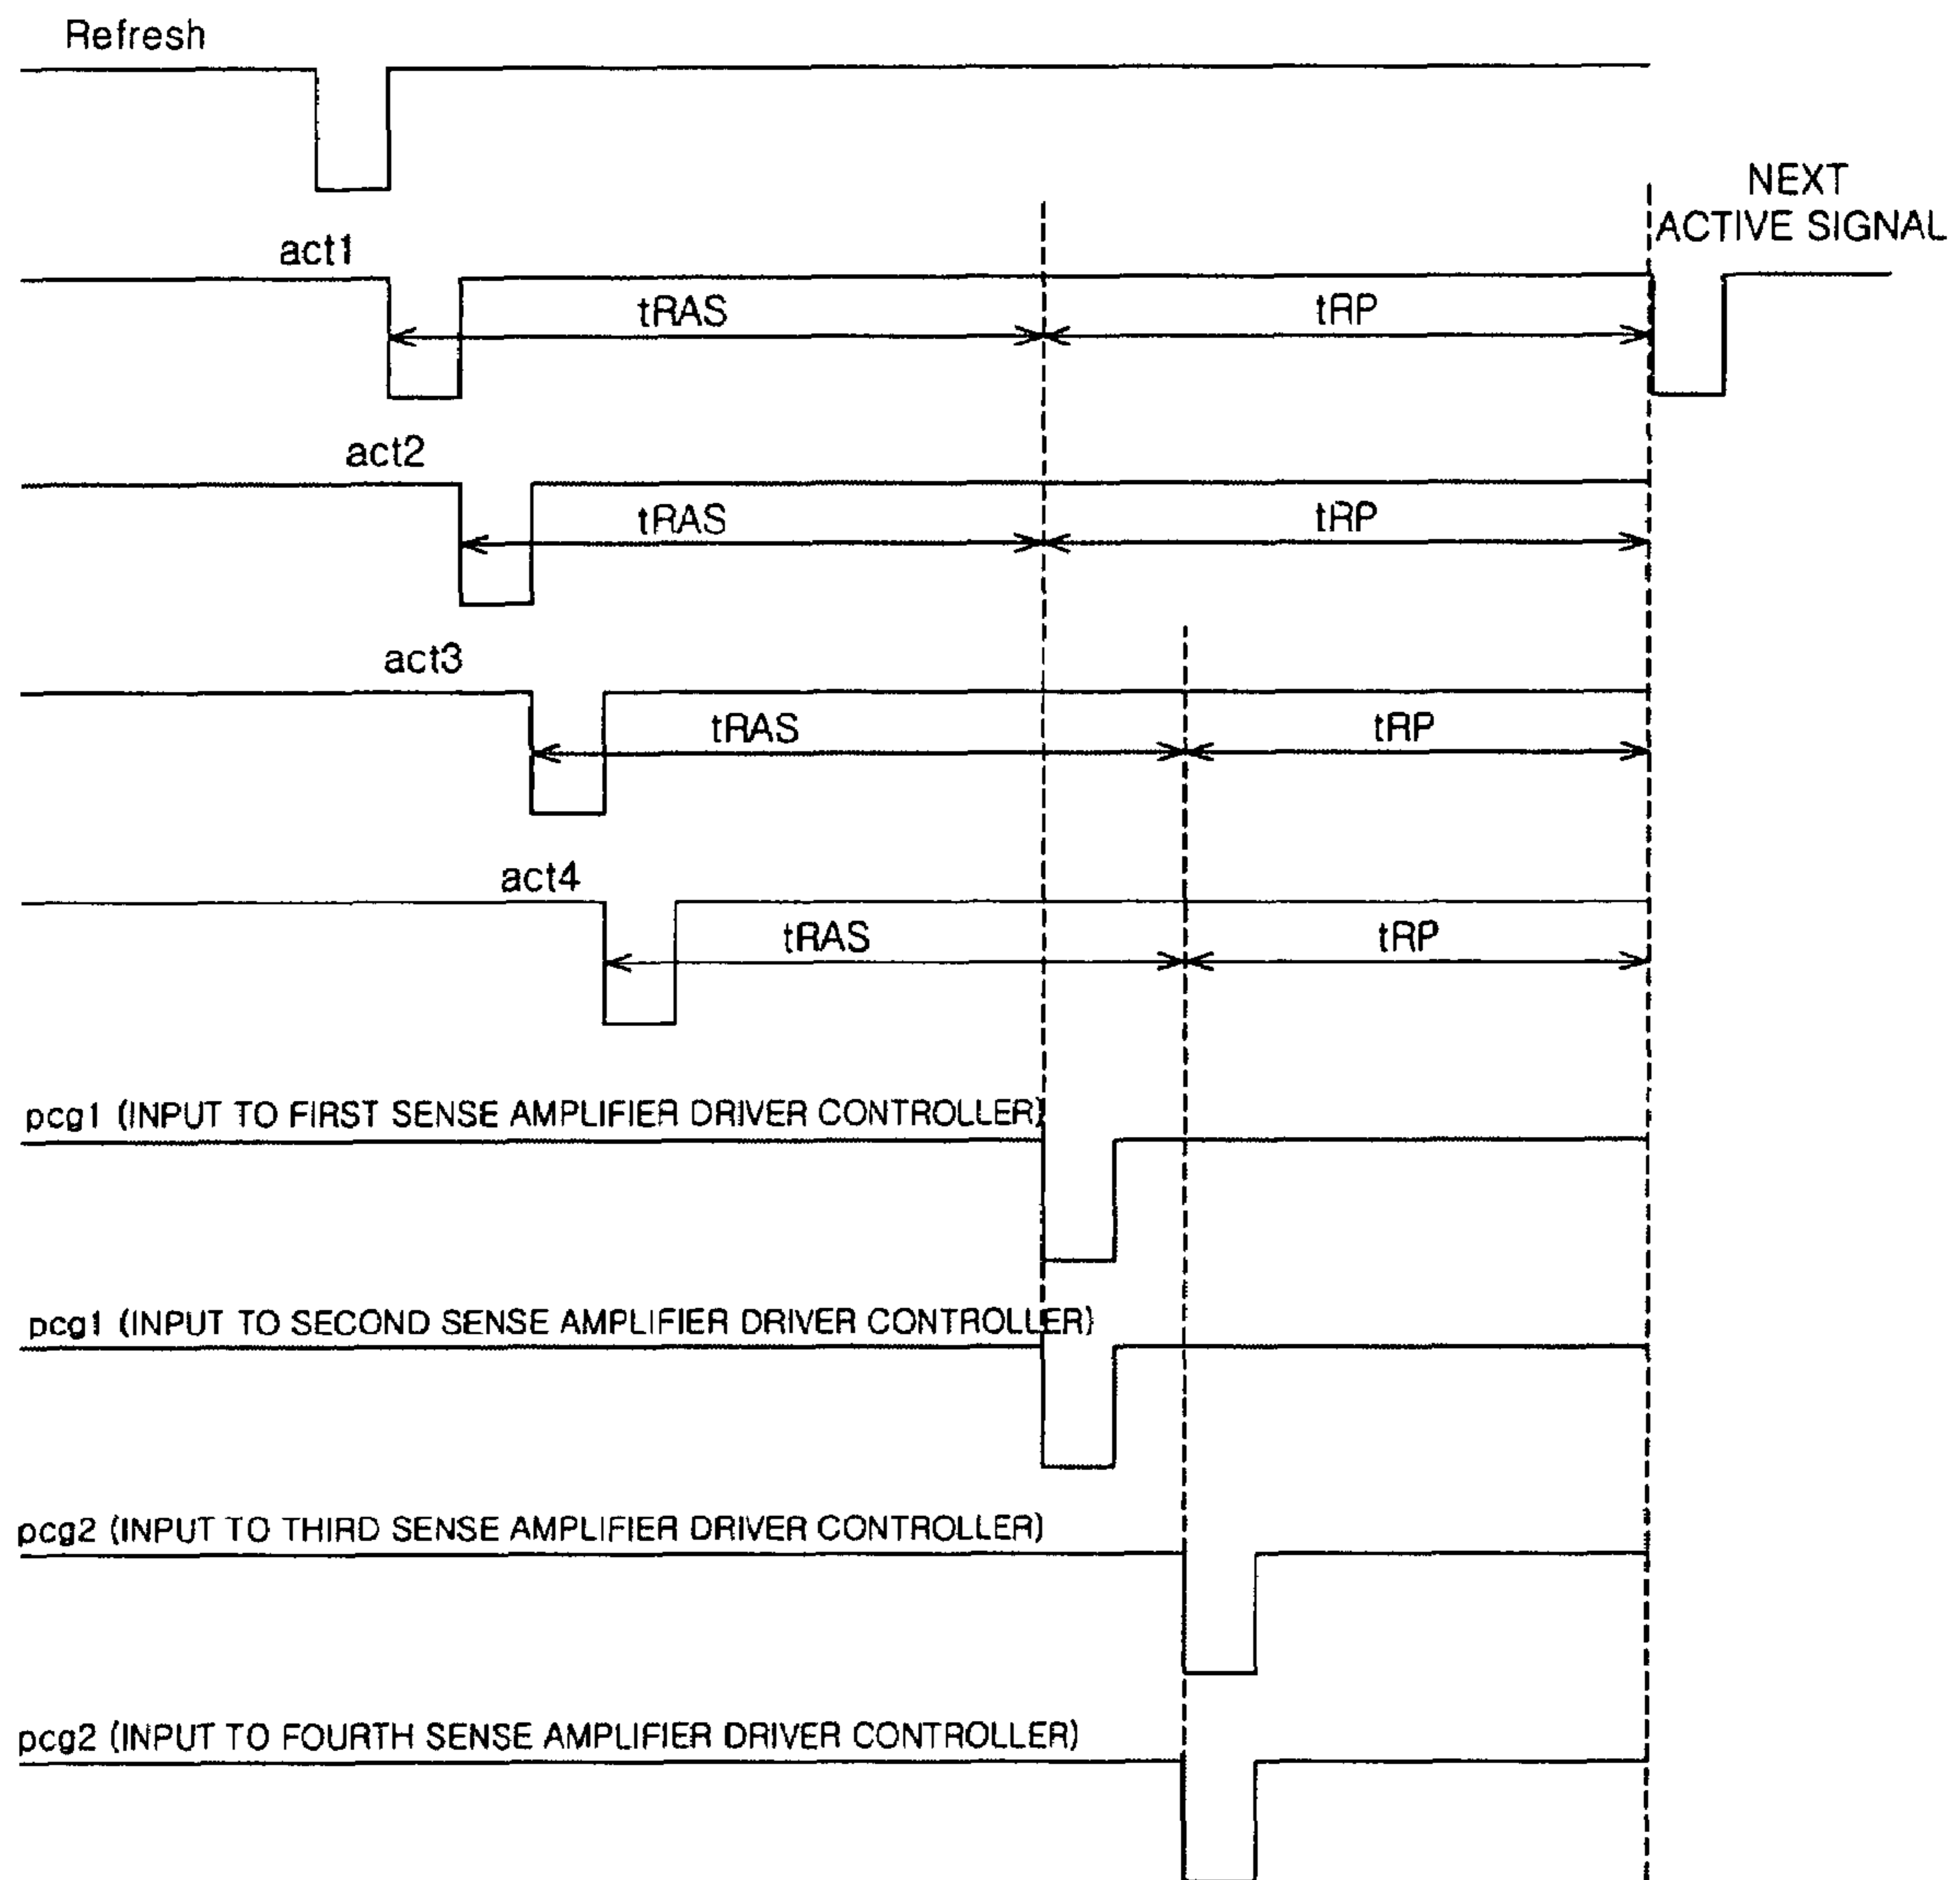 Refresh
NEXT
ACTIVE SIGNAL
act1
tRAS
tRP
act2
tRAS
tRP
act3
tRAS
tRP
act4
tRAS
tRP
pcg1 (INPUT TO FIRST SENSE AMPLIFIER DRIVER CONTROLLER)
pcg1 (INPUT TO SECOND SENSE AMPLIFIER DRIVER CONTROLLER)
pcg2 (INPUT TO THIRD SENSE AMPLIFIER DRIVER CONTROLLER)
pcg2 (INPUT TO FOURTH SENSE AMPLIFIER DRIVER CONTROLLER)